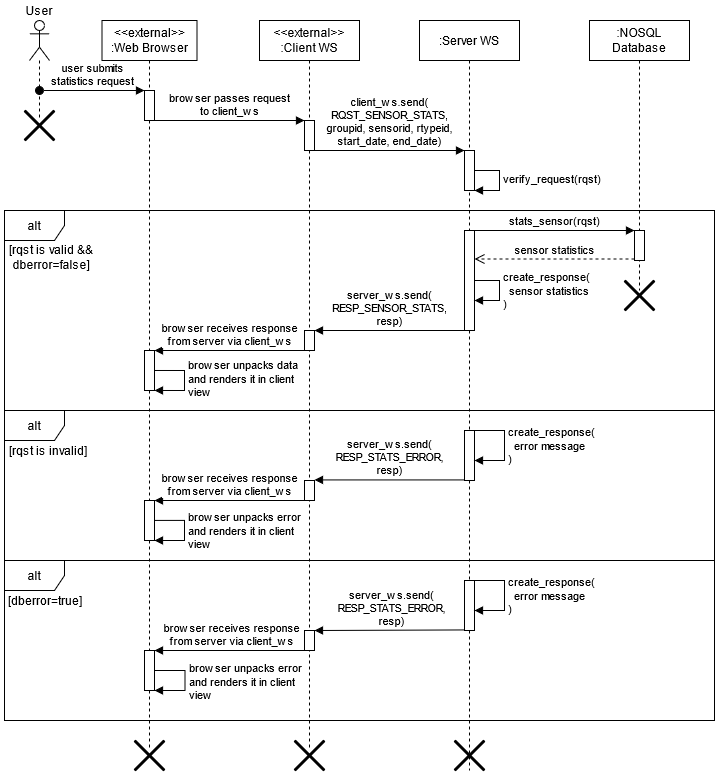 User
<<external>>
:Web Browser
<<external>>
:Client WS
:Server WS
:NOSQL
Database
user submits
statistics request
browser passes request
to client_ws
client_ws.send(
RQST_SENSOR_STATS,
groupid, sensorid, rtypeid,
start_date, end_date)
verify_request(rqst)
alt
[rqst is valid &&
dberror=false]
stats_sensor(rqst)
sensor statistics
create_response(
sensor statistics
)
server_ws.send(
RESP_SENSOR_STATS,
resp)
browser receives response
from server via client_ws
browser unpacks data
and renders it in client
view
alt
[rqst is invalid]
create_response(
error message
)
server_ws.send(
RESP_STATS_ERROR,
resp)
browser receives response
from server via client_ws
browser unpacks error
and renders it in client
view
alt
[dberror=true]
create_response(
error message
)
server_ws.send(
RESP_STATS_ERROR,
resp)
browser receives response
from server via client_ws
browser unpacks error
and renders it in client
view